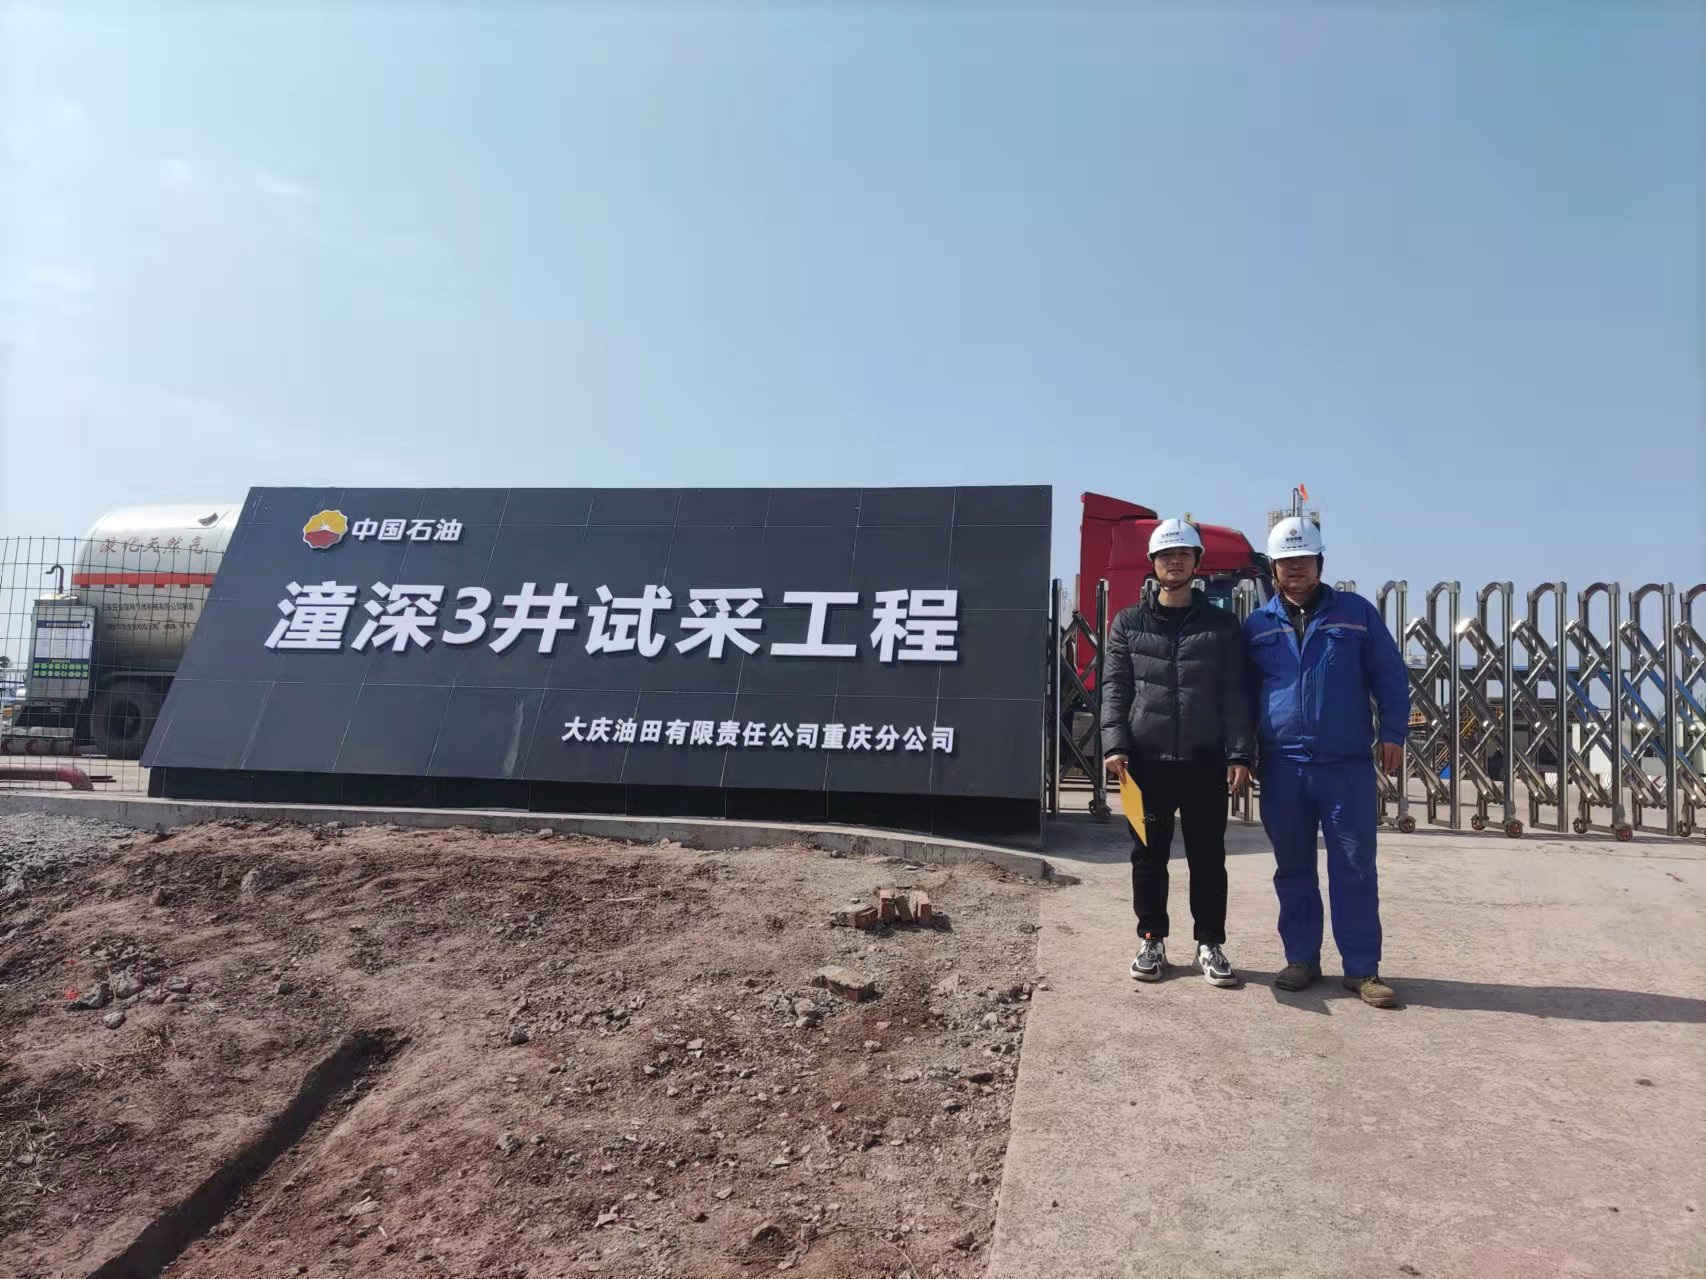 中国石油
潼深3井试采工程
大庆油田有限责任公司重庆分公司
液化天然气